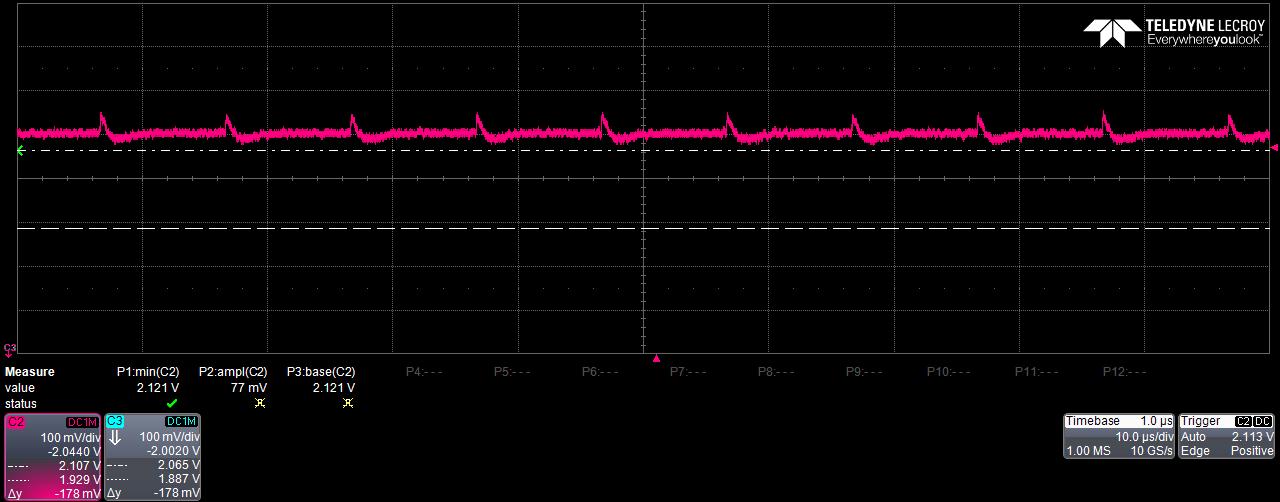 TELEDYNE LECROY
Everywhereyoulook™
C3
Measure P1:min(C2) P2:ampl(C2) P3:base(C2) P4:--- P5:--- P6:--- P7:--- P8:--- P9:--- P10:--- P11:--- P12:---
value 2.121 V 77 mV 2.121 V
status
C2 DC1M
100 mV/div
-2.0440 V
2.107 V
1.929 V
Δy -178 mV
C3 DC1M
100 mV/div
-2.0020 V
2.065 V
1.887 V
Δy -178 mV
Timebase 1.0 µs
10.0 µs/div
1.00 MS 10 GS/s
Trigger C2 DC
Auto 2.113 V
Edge Positive